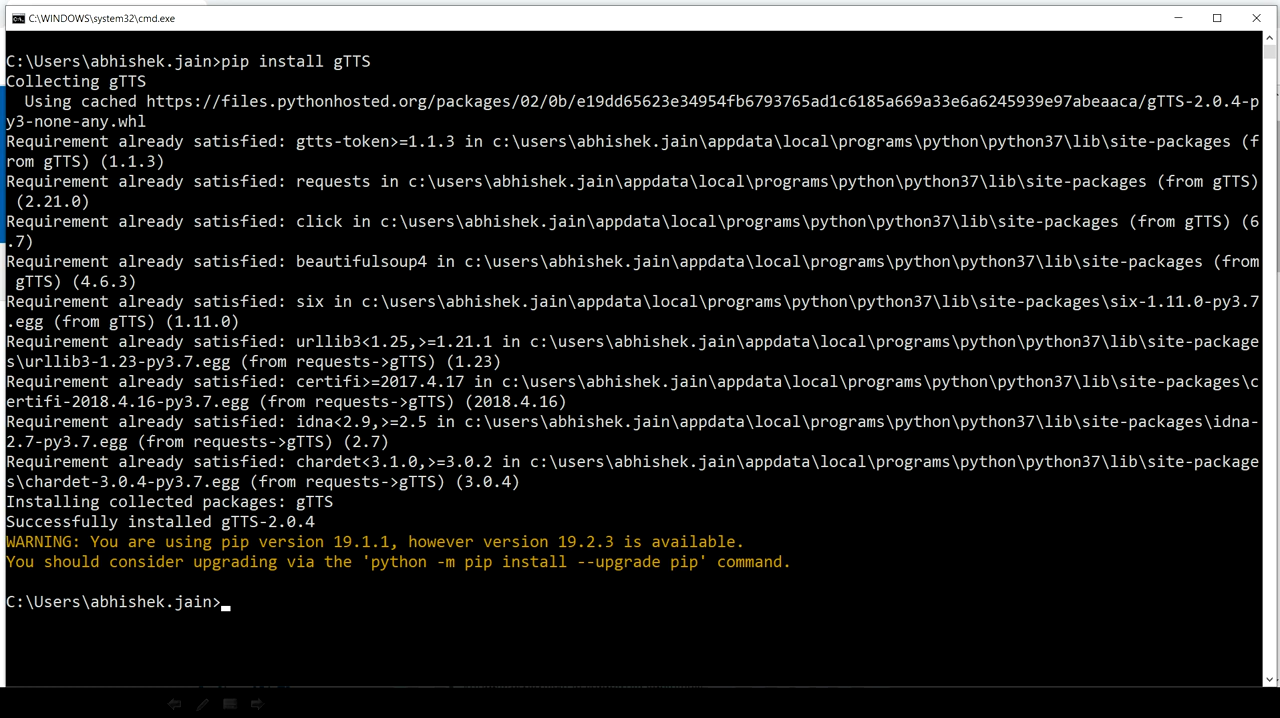 C:\WINDOWS\system32\cmd.exe
C:\Users\abhishek.jain>pip install gTTS
Collecting gTTS
  Using cached https://files.pythonhosted.org/packages/02/0b/e19dd65623e34954fb6793765ad1c6185a669a33e6a6245939e97abeaaca/gTTS-2.0.4-p
y3-none-any.whl
Requirement already satisfied: gtts-token>=1.1.3 in c:\users\abhishek.jain\appdata\local\programs\python\python37\lib\site-packages (f
rom gTTS) (1.1.3)
Requirement already satisfied: requests in c:\users\abhishek.jain\appdata\local\programs\python\python37\lib\site-packages (from gTTS)
 (2.21.0)
Requirement already satisfied: click in c:\users\abhishek.jain\appdata\local\programs\python\python37\lib\site-packages (from gTTS) (6
.7)
Requirement already satisfied: beautifulsoup4 in c:\users\abhishek.jain\appdata\local\programs\python\python37\lib\site-packages (from
 gTTS) (4.6.3)
Requirement already satisfied: six in c:\users\abhishek.jain\appdata\local\programs\python\python37\lib\site-packages\six-1.11.0-py3.7
.egg (from gTTS) (1.11.0)
Requirement already satisfied: urllib3<1.25,>=1.21.1 in c:\users\abhishek.jain\appdata\local\programs\python\python37\lib\site-package
s\urllib3-1.23-py3.7.egg (from requests->gTTS) (1.23)
Requirement already satisfied: certifi>=2017.4.17 in c:\users\abhishek.jain\appdata\local\programs\python\python37\lib\site-packages\c
ertifi-2018.4.16-py3.7.egg (from requests->gTTS) (2018.4.16)
Requirement already satisfied: idna<2.9,>=2.5 in c:\users\abhishek.jain\appdata\local\programs\python\python37\lib\site-packages\idna-
2.7-py3.7.egg (from requests->gTTS) (2.7)
Requirement already satisfied: chardet<3.1.0,>=3.0.2 in c:\users\abhishek.jain\appdata\local\programs\python\python37\lib\site-package
s\chardet-3.0.4-py3.7.egg (from requests->gTTS) (3.0.4)
Installing collected packages: gTTS
Successfully installed gTTS-2.0.4
WARNING: You are using pip version 19.1.1, however version 19.2.3 is available.
You should consider upgrading via the 'python -m pip install --upgrade pip' command.
C:\Users\abhishek.jain>